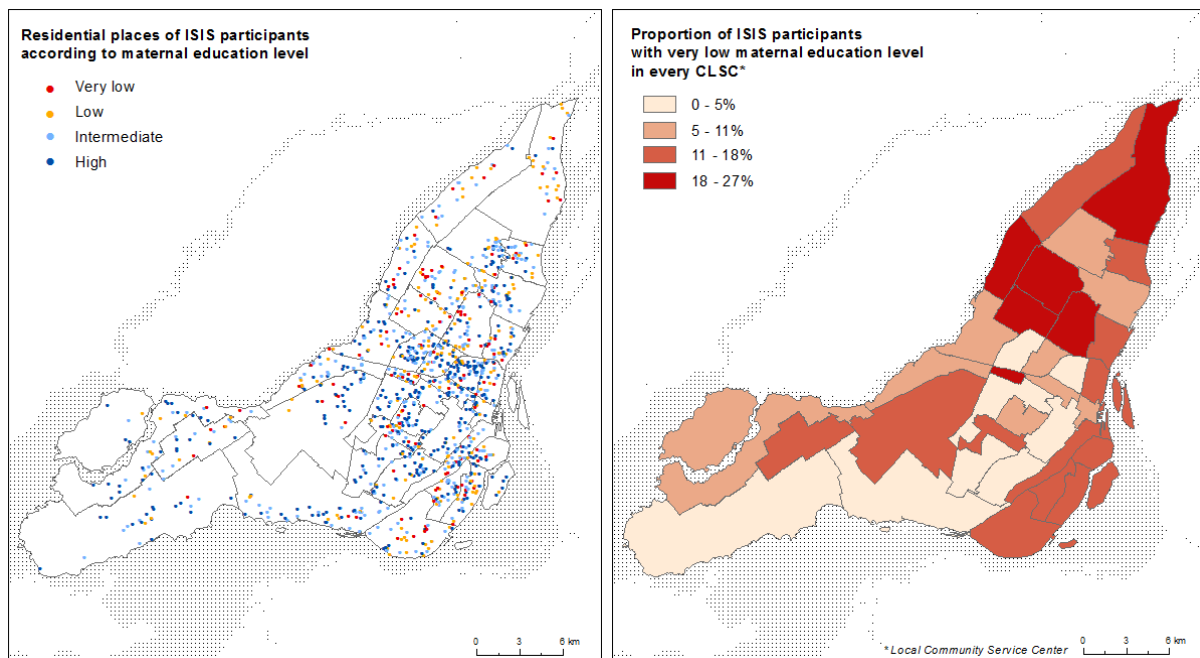 Residential places of ISIS participants
according to maternal education level
Very low
Low
Intermediate
High
0 3 6 km
Proportion of ISIS participants
with very low maternal education level
in every CLSC*
0 - 5%
5 - 11%
11 - 18%
18 - 27%
* Local Community Service Center
0 3 6 km